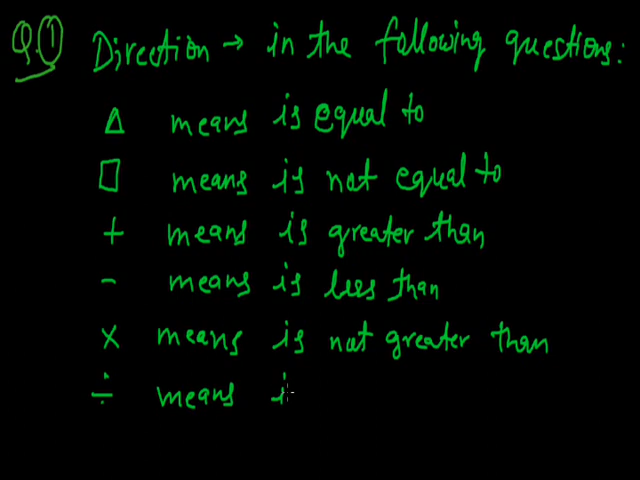 Q.1 Direction → in the following questions:
△ means is equal to
□ means is not equal to
+ means is greater than
- means is less than
× means is not greater than
÷ means i